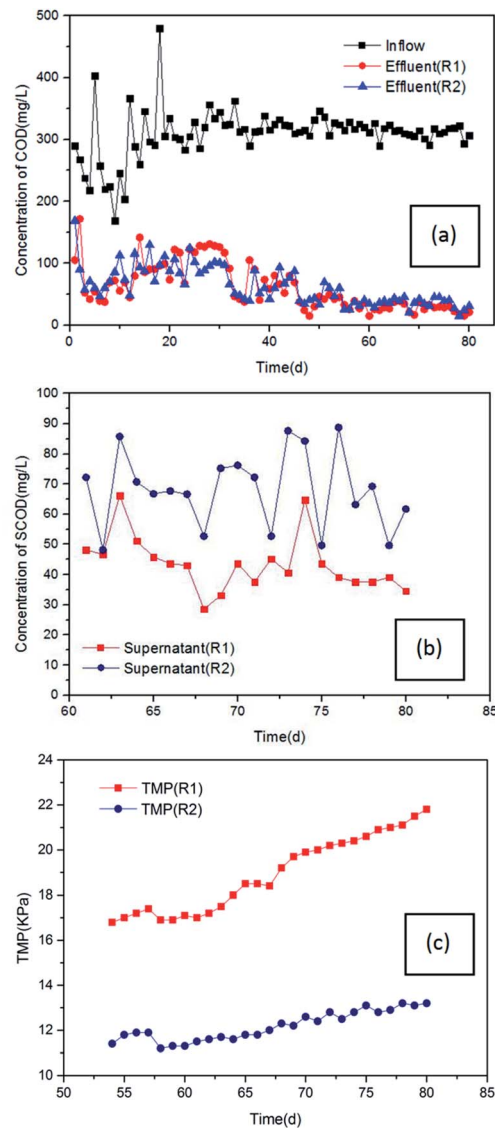 500
400
300
200
100
0
Concentration of COD(mg/L)
Inflow
Effluent(R1)
Effluent(R2)
(a)
0 20 40 60 80
Time(d)
100
90
80
70
60
50
40
30
20
10
0
Concentration of SCOD(mg/L)
Supernatant(R1)
Supernatant(R2)
(b)
60 65 70 75 80 85
Time(d)
24
22
20
18
16
14
12
10
TMP(KPa)
TMP(R1)
TMP(R2)
(c)
50 55 60 65 70 75 80 85
Time(d)